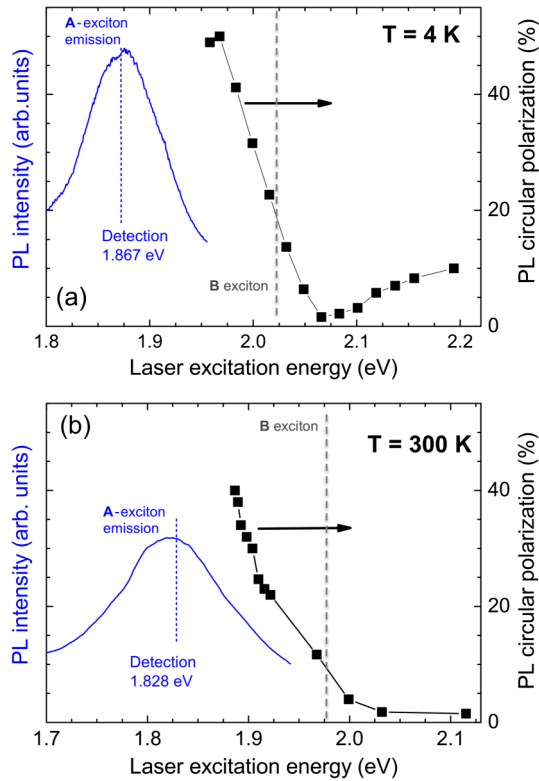 A-exciton
emission
T = 4 K
PL intensity (arb.units)
PL circular polarization (%)
40
20
0
Detection
1.867 eV
B exciton
(a)
1.8 1.9 2.0 2.1 2.2
Laser excitation energy (eV)
(b)
B exciton
T = 300 K
A-exciton
emission
PL intensity (arb. units)
PL circular polarization (%)
40
20
0
Detection
1.828 eV
1.7 1.8 1.9 2.0 2.1
Laser excitation energy (eV)